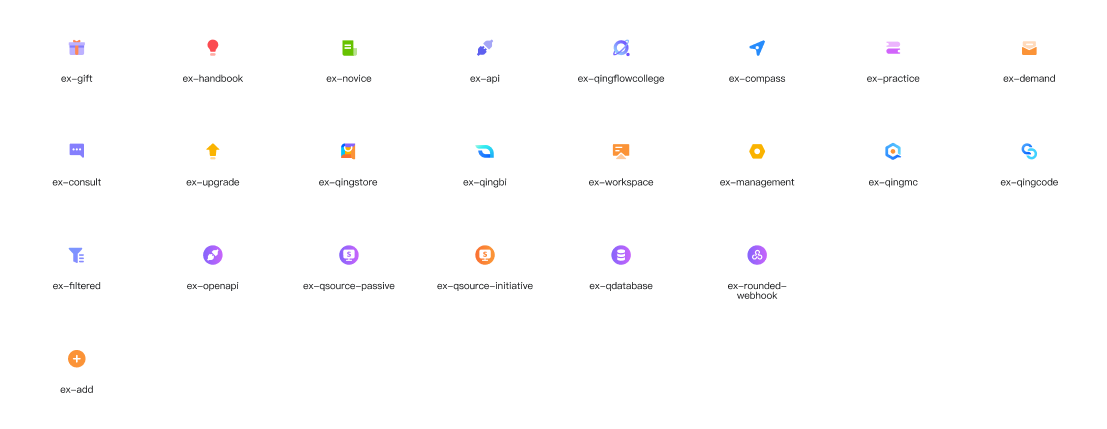 ex-gift
ex-handbook
ex-novice
ex-api
ex-qingflowcollege
ex-compass
ex-practice
ex-demand
ex-consult
ex-upgrade
ex-qingstore
ex-qingbi
ex-workspace
ex-management
ex-qingmc
ex-qingcode
ex-filtered
ex-openapi
S
ex-qsource-passive
S
ex-qsource-initiative
ex-qdatabase
ex-rounded-
webhook
ex-add